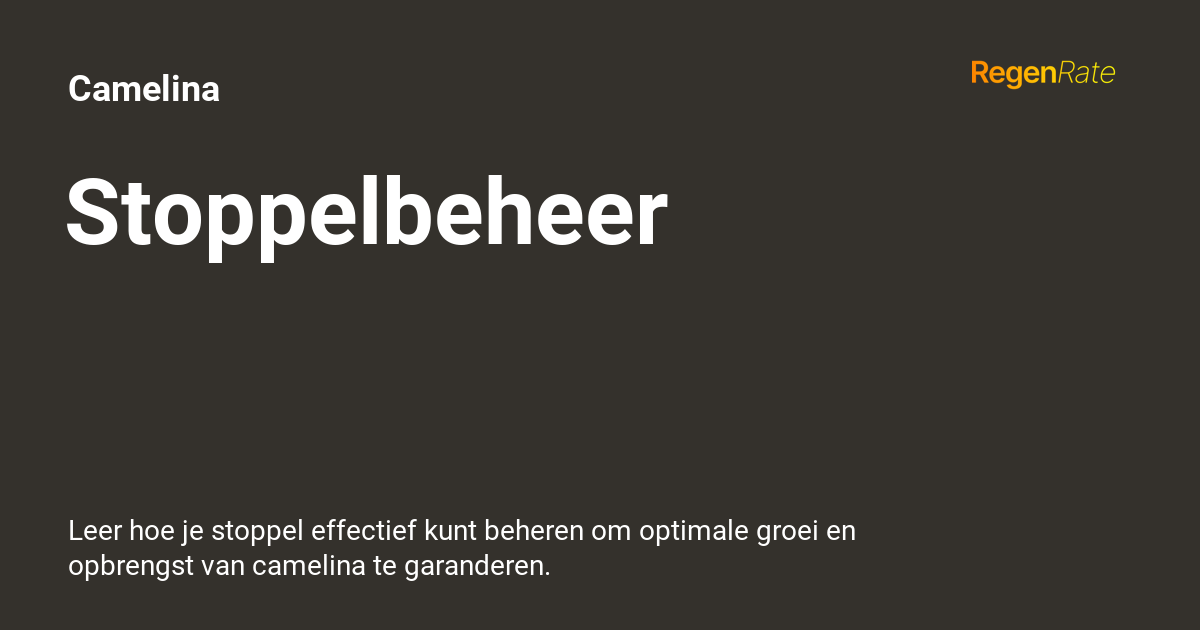 Camelina
RegenRate
Stoppelbeheer
Leer hoe je stoppel effectief kunt beheren om optimale groei en
opbrengst van camelina te garanderen.